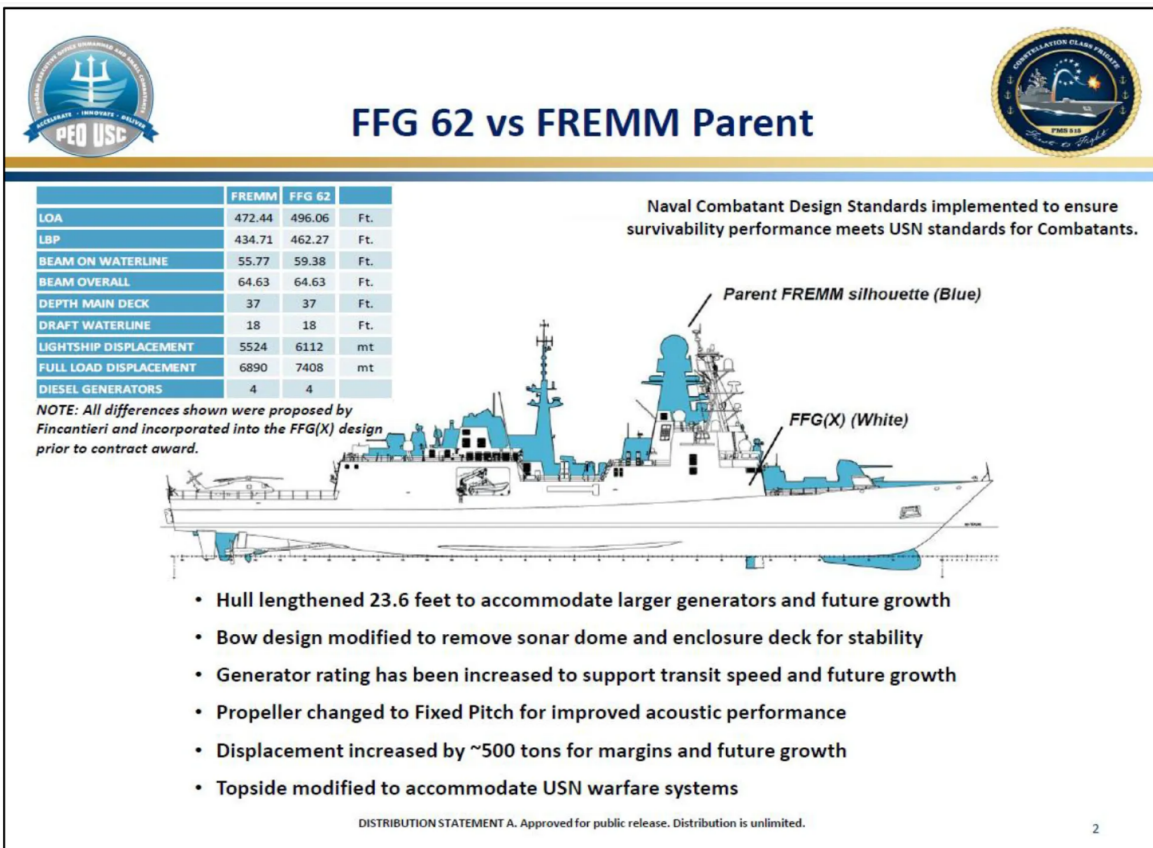 PROGRAM EXECUTIVE OFFICE UNMANNED AND SMALL COMBATANTS
ACCELERATE · INNOVATE · DELIVER
PEO USC
FFG 62 vs FREMM Parent
CONSTELLATION CLASS FRIGATE
PMS 515
FREMM FFG 62
LOA 472.44 496.06 Ft.
LBP 434.71 462.27 Ft.
BEAM ON WATERLINE 55.77 59.38 Ft.
BEAM OVERALL 64.63 64.63 Ft.
DEPTH MAIN DECK 37 37 Ft.
DRAFT WATERLINE 18 18 Ft.
LIGHTSHIP DISPLACEMENT 5524 6112 mt
FULL LOAD DISPLACEMENT 6890 7408 mt
DIESEL GENERATORS 4 4
NOTE: All differences shown were proposed by
Fincantieri and incorporated into the FFG(X) design
prior to contract award.
Naval Combatant Design Standards implemented to ensure
survivability performance meets USN standards for Combatants.
Parent FREMM silhouette (Blue)
FFG(X) (White)
• Hull lengthened 23.6 feet to accommodate larger generators and future growth
• Bow design modified to remove sonar dome and enclosure deck for stability
• Generator rating has been increased to support transit speed and future growth
• Propeller changed to Fixed Pitch for improved acoustic performance
• Displacement increased by ~500 tons for margins and future growth
• Topside modified to accommodate USN warfare systems
DISTRIBUTION STATEMENT A. Approved for public release. Distribution is unlimited.
2